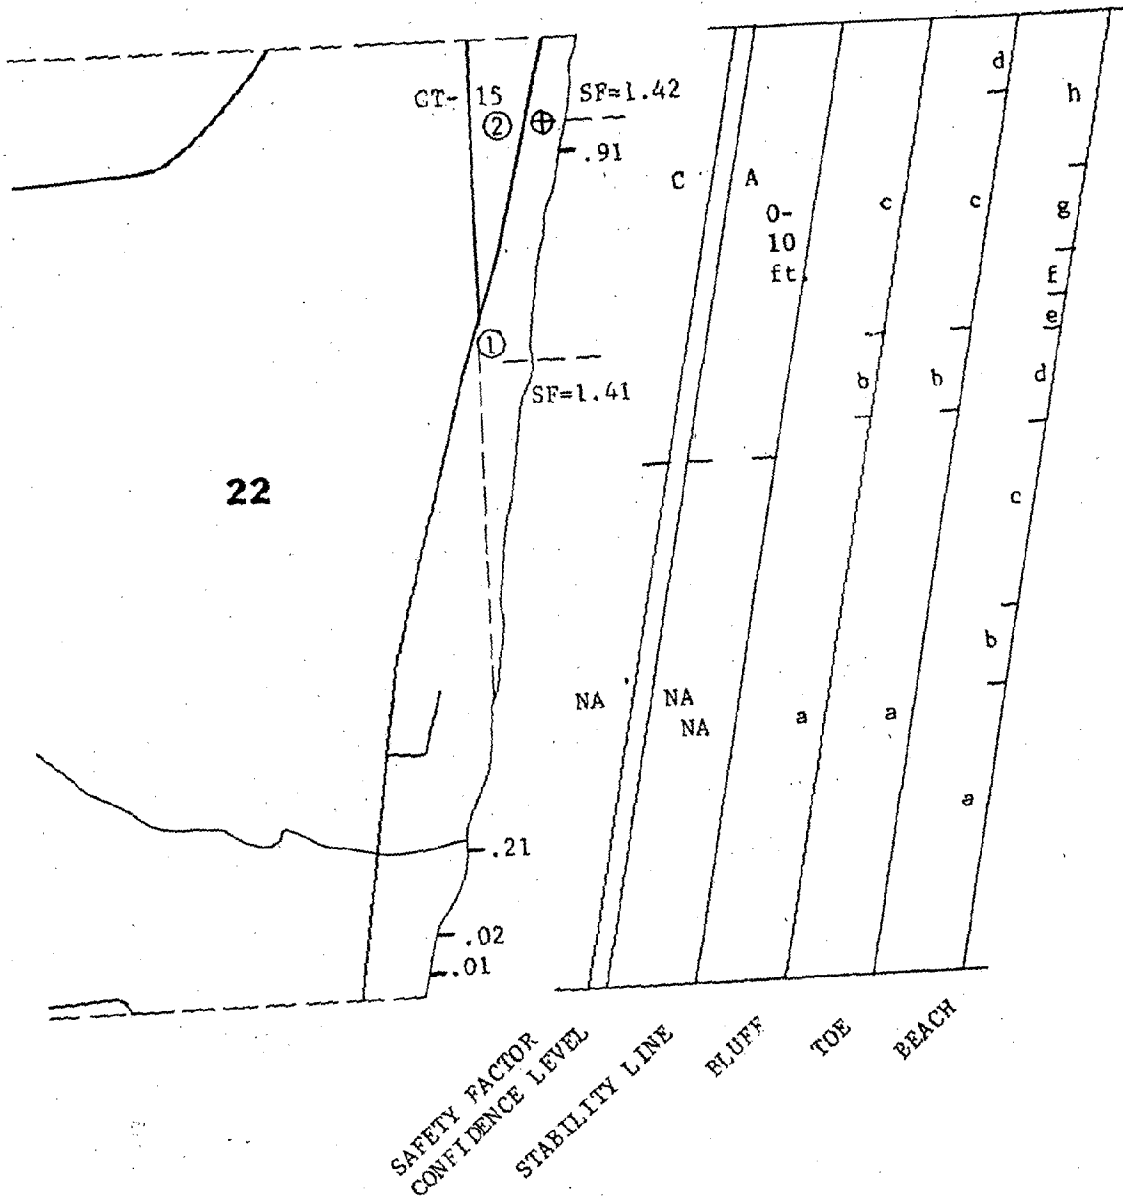 GT- 15
②
SF=1.42
.91
①
SF=1.41
22
.21
.02
.01
C
A
0-
10
ft.
NA
NA
NA
c
b
a
d
c
b
a
h
g
f
e
d
c
b
a
SAFETY FACTOR
CONFIDENCE LEVEL
STABILITY LINE
BLUFF
TOE
BEACH